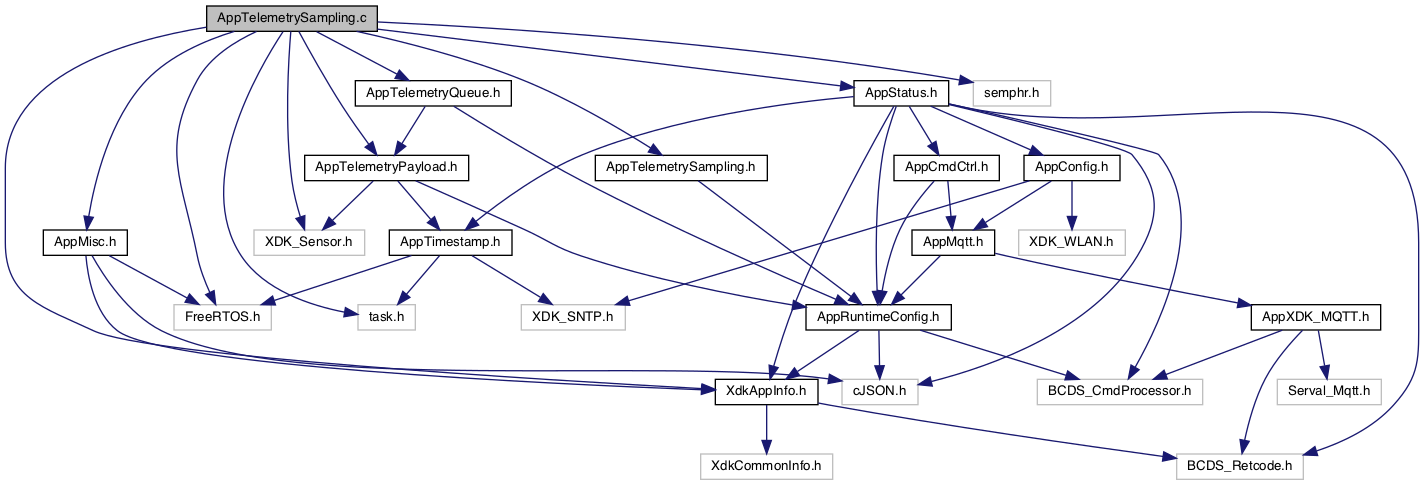 AppTelemetrySampling.c
AppTelemetryQueue.h
AppStatus.h
semphr.h
AppTelemetryPayload.h
AppTelemetrySampling.h
AppCmdCtrl.h
AppConfig.h
AppMisc.h
XDK_Sensor.h
AppTimestamp.h
AppMqtt.h
XDK_WLAN.h
FreeRTOS.h
task.h
XDK_SNTP.h
AppRuntimeConfig.h
AppXDK_MQTT.h
XdkAppInfo.h
cJSON.h
BCDS_CmdProcessor.h
Serval_Mqtt.h
XdkCommonInfo.h
BCDS_Retcode.h